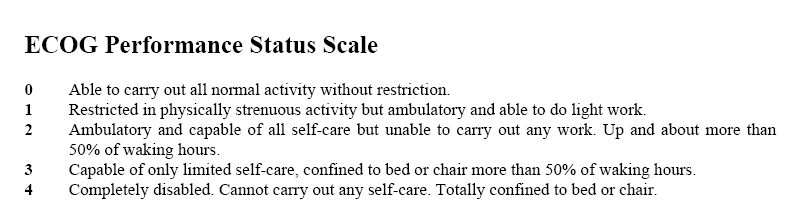 ECOG Performance Status Scale
0 Able to carry out all normal activity without restriction.
1 Restricted in physically strenuous activity but ambulatory and able to do light work.
2 Ambulatory and capable of all self-care but unable to carry out any work. Up and about more than
50% of waking hours.
3 Capable of only limited self-care, confined to bed or chair more than 50% of waking hours.
4 Completely disabled. Cannot carry out any self-care. Totally confined to bed or chair.